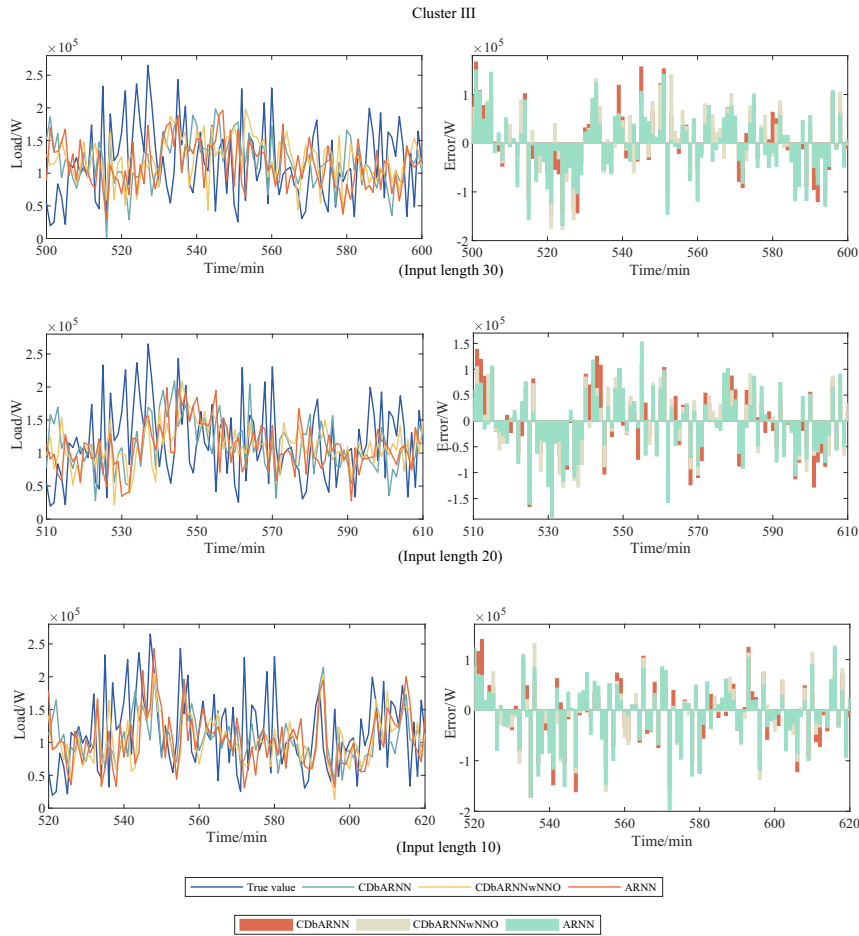 Cluster III
×10^5
Load/W
2.5
2
1.5
1
0.5
0
500 520 540 560 580 600
Time/min
×10^5
Error/W
1
0
-1
-2
500 520 540 560 580 600
Time/min
(Input length 30)
×10^5
Load/W
2.5
2
1.5
1
0.5
0
510 530 550 570 590 610
Time/min
×10^5
Error/W
1.5
1
0.5
0
-0.5
-1
-1.5
510 530 550 570 590 610
Time/min
(Input length 20)
×10^5
Load/W
2.5
2
1.5
1
0.5
0
520 540 560 580 600 620
Time/min
×10^5
Error/W
1
0
-1
-2
520 540 560 580 600 620
Time/min
(Input length 10)
True value CDbARNN CDbARNNwNNO ARNN
CDbARNN CDbARNNwNNO ARNN